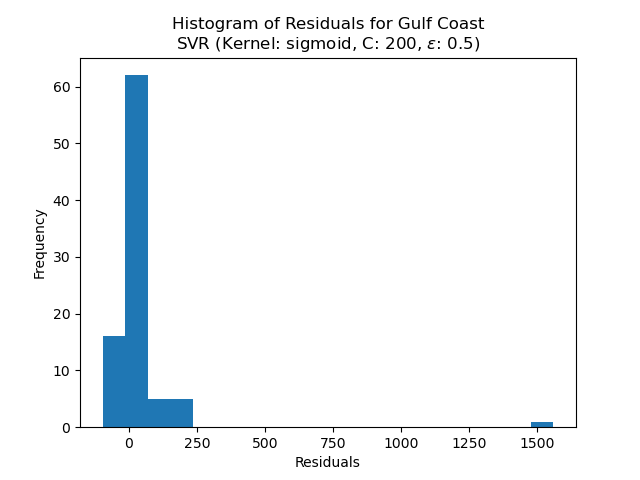 Histogram of Residuals for Gulf Coast
SVR (Kernel: sigmoid, C: 200, ε: 0.5)
60
50
40
30
20
10
0
Frequency
0 250 500 750 1000 1250 1500
Residuals